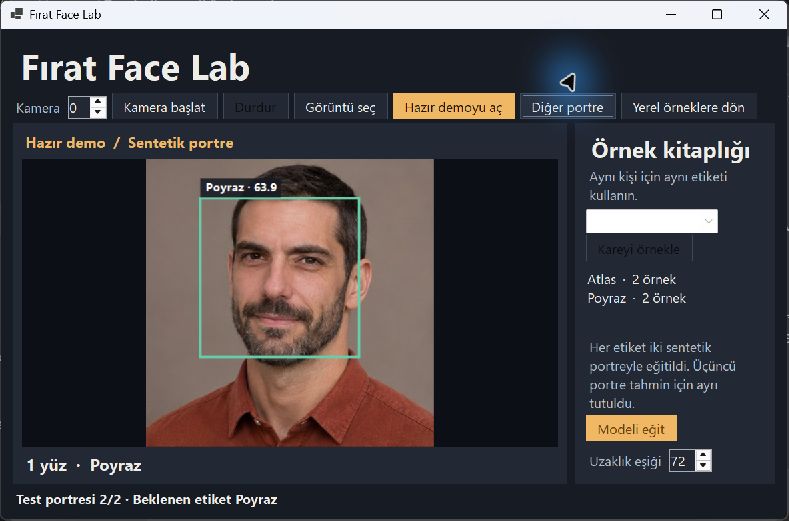 Fırat Face Lab
Fırat Face Lab
Kamera 0 Kamera başlat Durdur Görüntü seç Hazır demoyu aç Diğer portre Yerel örneklere dön
Hazır demo / Sentetik portre
Poyraz · 63.9
1 yüz · Poyraz
Örnek kitaplığı
Aynı kişi için aynı etiketi
kullanın.
Kareyi örnekle
Atlas · 2 örnek
Poyraz · 2 örnek
Her etiket iki sentetik
portreyle eğitildi. Üçüncü
portre tahmin için ayrı
tutuldu.
Modeli eğit
Uzaklık eşiği 72
Test portresi 2/2 · Beklenen etiket Poyraz